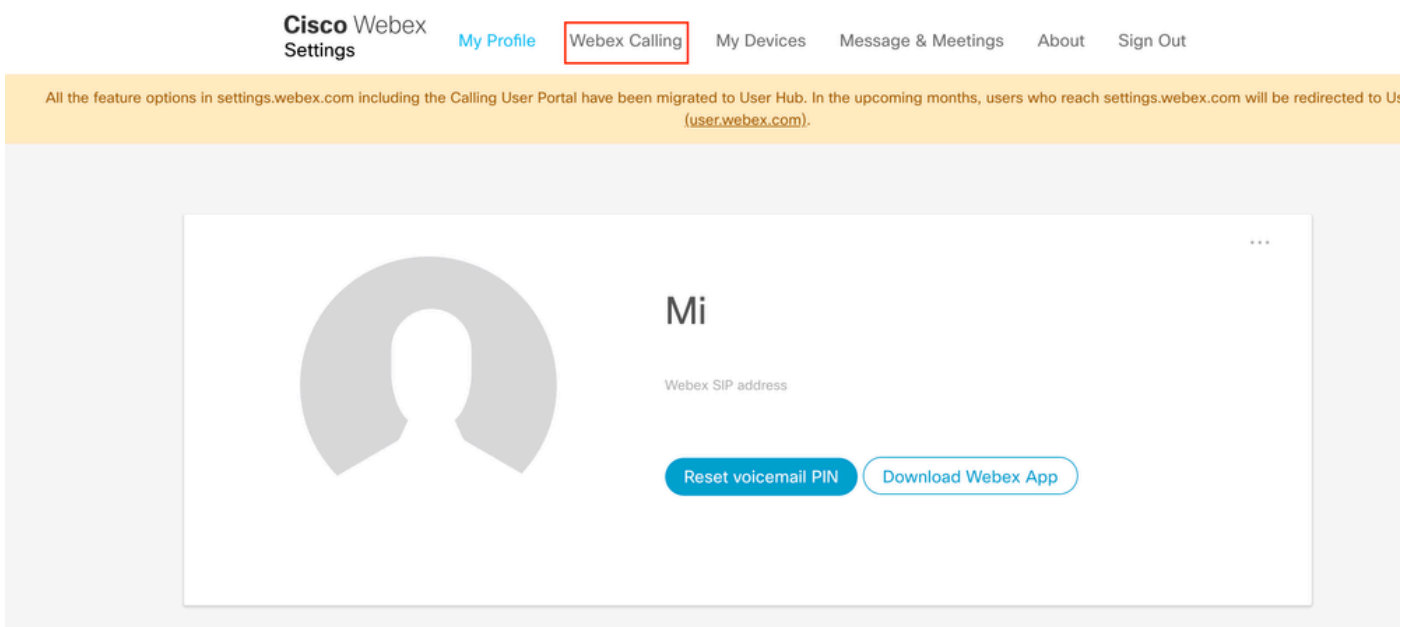 Cisco Webex
Settings
My Profile
Webex Calling
My Devices
Message & Meetings
About
Sign Out
All the feature options in settings.webex.com including the Calling User Portal have been migrated to User Hub. In the upcoming months, users who reach settings.webex.com will be redirected to
(user.webex.com).
...
Mi
Webex SIP address
Reset voicemail PIN
Download Webex App